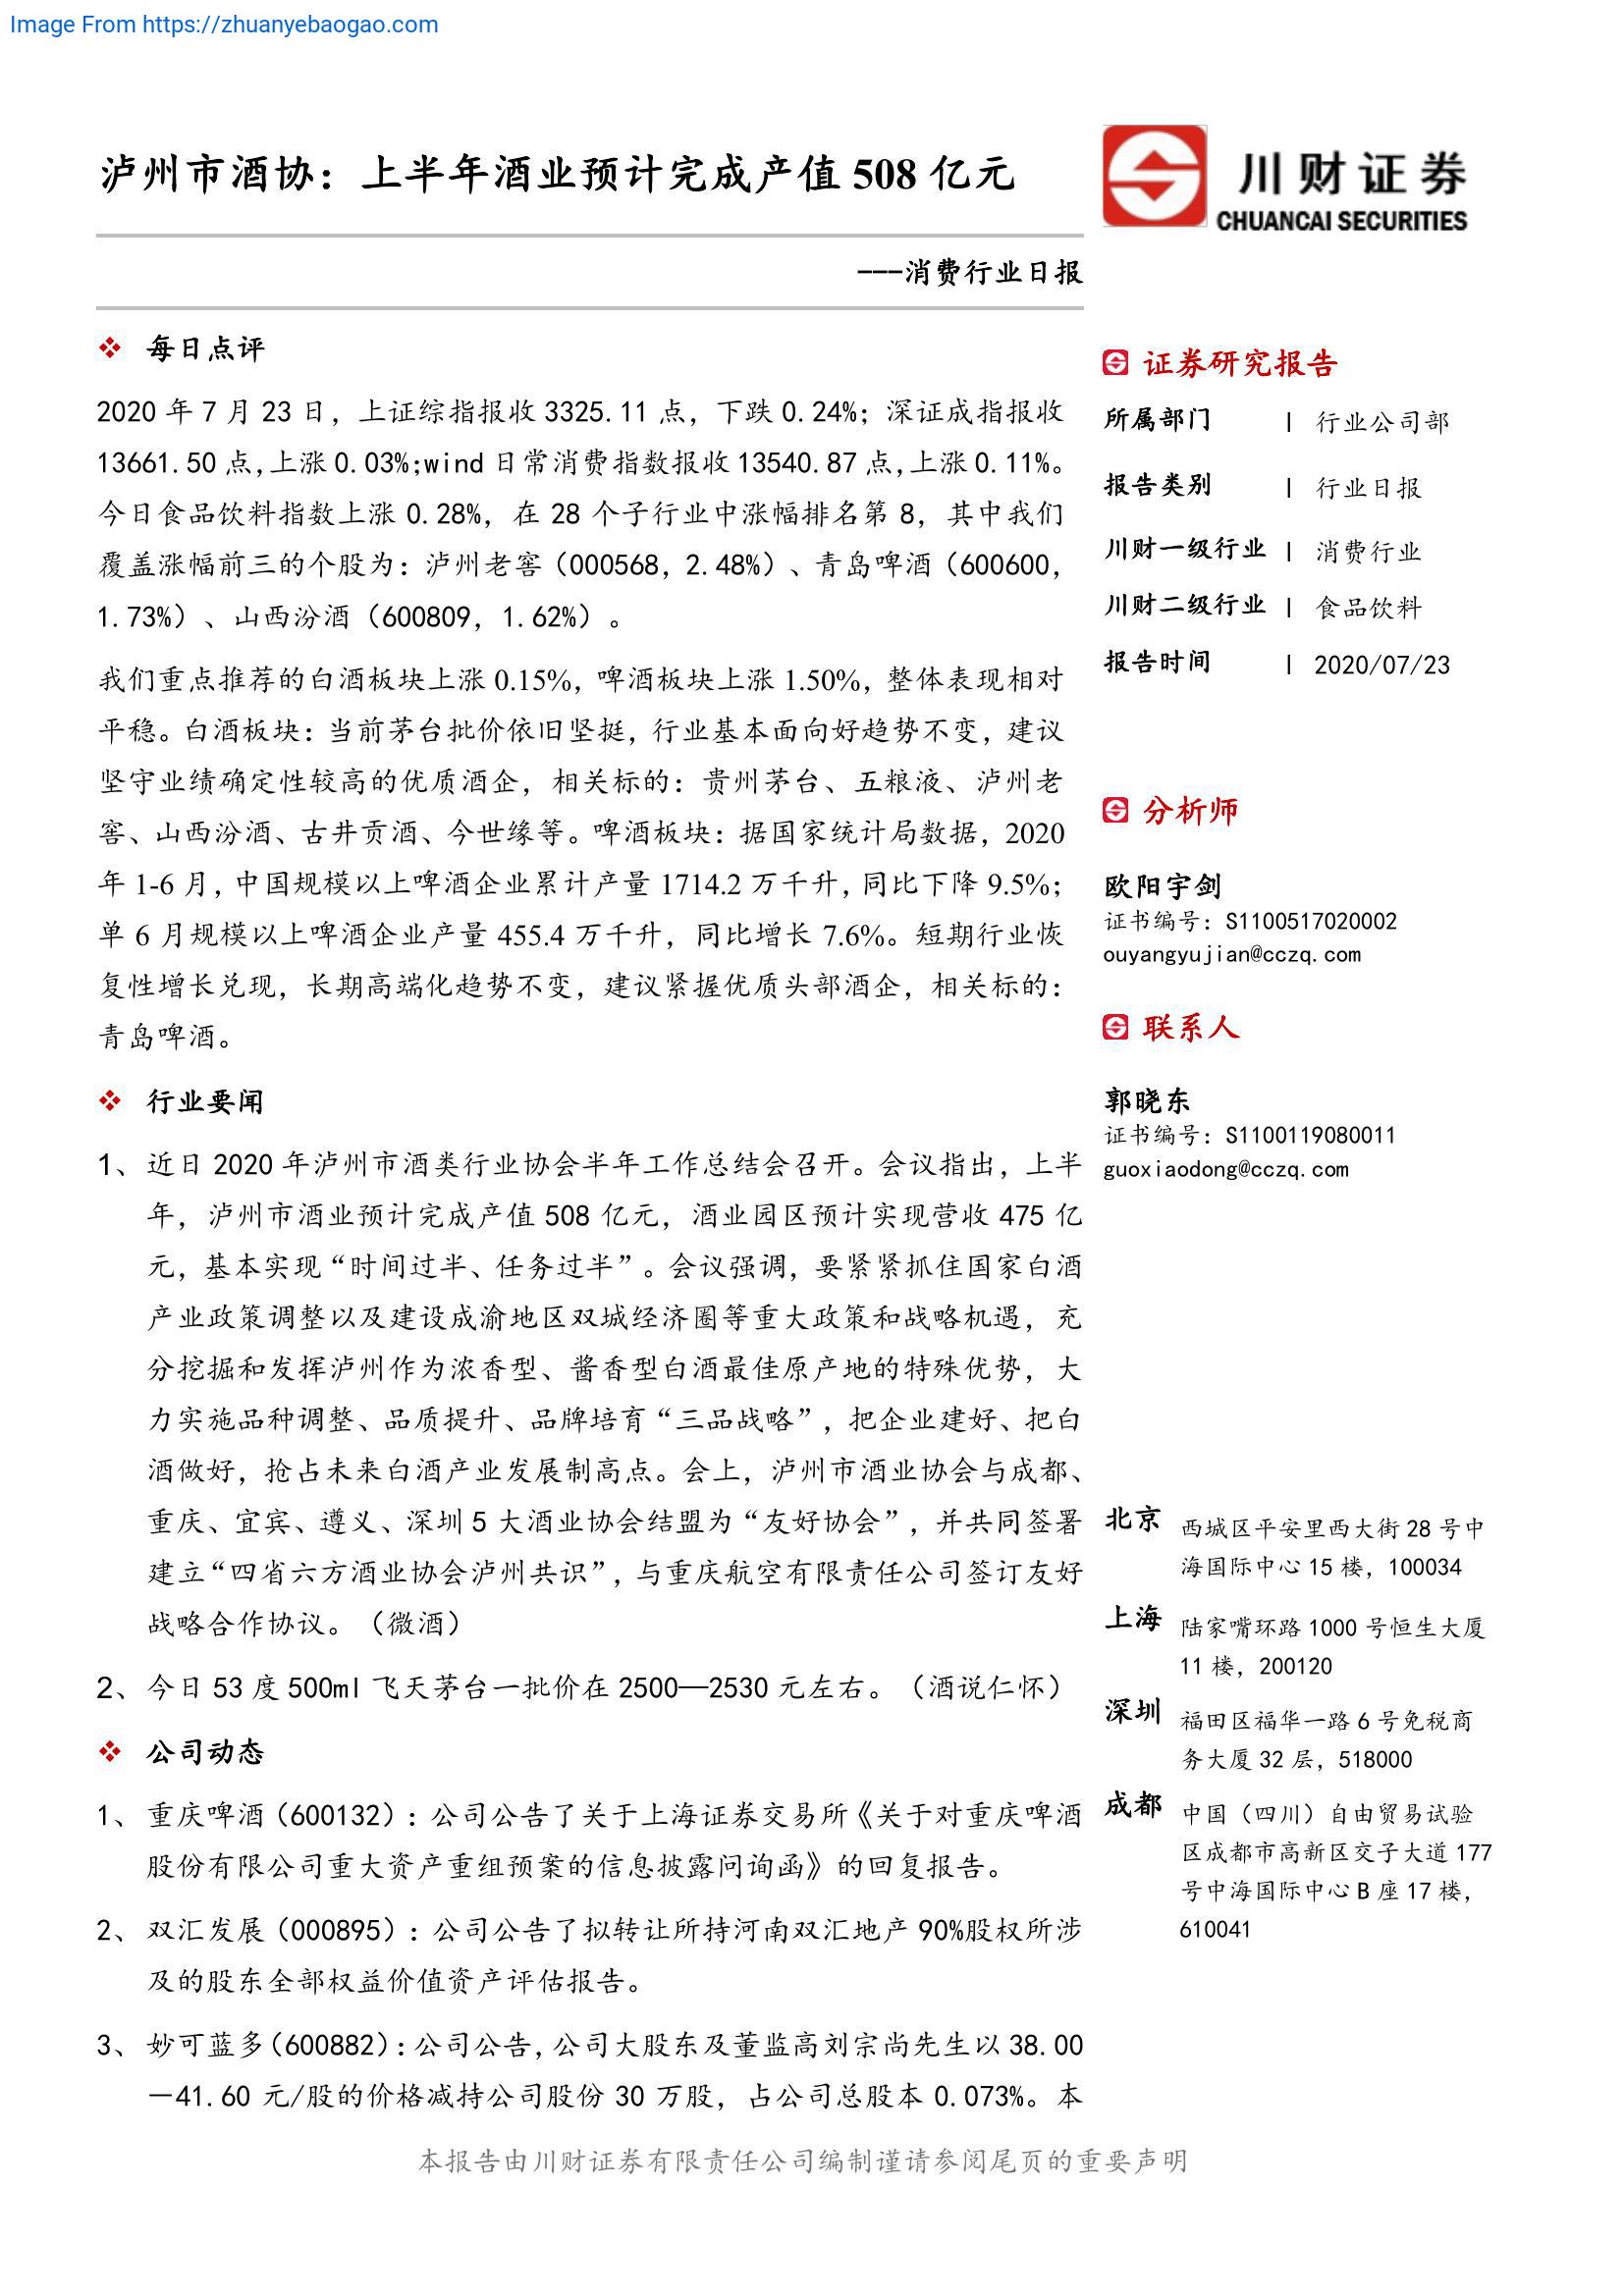 Image From https://zhuanyebaogao.com
泸州市酒协：上半年酒业预计完成产值 508 亿元
川财证券
CHUANCAI SECURITIES
---消费行业日报
每日点评
2020 年 7 月 23 日，上证综指报收 3325.11 点，下跌 0.24%；深证成指报收
13661.50 点,上涨 0.03%;wind 日常消费指数报收 13540.87 点,上涨 0.11%。
今日食品饮料指数上涨 0.28%，在 28 个子行业中涨幅排名第 8，其中我们
覆盖涨幅前三的个股为：泸州老窖（000568，2.48%）、青岛啤酒（600600，
1.73%）、山西汾酒（600809，1.62%）。
我们重点推荐的白酒板块上涨 0.15%，啤酒板块上涨 1.50%，整体表现相对
平稳。白酒板块：当前茅台批价依旧坚挺，行业基本面向好趋势不变，建议
坚守业绩确定性较高的优质酒企，相关标的：贵州茅台、五粮液、泸州老
窖、山西汾酒、古井贡酒、今世缘等。啤酒板块：据国家统计局数据，2020
年 1-6 月，中国规模以上啤酒企业累计产量 1714.2 万千升，同比下降 9.5%；
单 6 月规模以上啤酒企业产量 455.4 万千升，同比增长 7.6%。短期行业恢
复性增长兑现，长期高端化趋势不变，建议紧握优质头部酒企，相关标的：
青岛啤酒。
行业要闻
1、近日 2020 年泸州市酒类行业协会半年工作总结会召开。会议指出，上半
年，泸州市酒业预计完成产值 508 亿元，酒业园区预计实现营收 475 亿
元，基本实现“时间过半、任务过半”。会议强调，要紧紧抓住国家白酒
产业政策调整以及建设成渝地区双城经济圈等重大政策和战略机遇，充
分挖掘和发挥泸州作为浓香型、酱香型白酒最佳原产地的特殊优势，大
力实施品种调整、品质提升、品牌培育“三品战略”，把企业建好、把白
酒做好，抢占未来白酒产业发展制高点。会上，泸州市酒业协会与成都、
重庆、宜宾、遵义、深圳 5 大酒业协会结盟为“友好协会”，并共同签署
建立“四省六方酒业协会泸州共识”，与重庆航空有限责任公司签订友好
战略合作协议。（微酒）
2、今日 53 度 500ml 飞天茅台一批价在 2500—2530 元左右。（酒说仁怀）
公司动态
1、重庆啤酒（600132）：公司公告了关于上海证券交易所《关于对重庆啤酒
股份有限公司重大资产重组预案的信息披露问询函》的回复报告。
2、双汇发展（000895）：公司公告了拟转让所持河南双汇地产 90%股权所涉
及的股东全部权益价值资产评估报告。
3、妙可蓝多（600882）：公司公告，公司大股东及董监高刘宗尚先生以 38.00
－41.60 元/股的价格减持公司股份 30 万股，占公司总股本 0.073%。本
证券研究报告
所属部门 | 行业公司部
报告类别 | 行业日报
川财一级行业 | 消费行业
川财二级行业 | 食品饮料
报告时间 | 2020/07/23
分析师
欧阳宇剑
证书编号：S1100517020002
ouyangyujian@cczq.com
联系人
郭晓东
证书编号：S1100119080011
guoxiaodong@cczq.com
北京 西城区平安里西大街 28 号中
海国际中心 15 楼，100034
上海 陆家嘴环路 1000 号恒生大厦
11 楼，200120
深圳 福田区福华一路 6 号免税商
务大厦 32 层，518000
成都 中国（四川）自由贸易试验
区成都市高新区交子大道 177
号中海国际中心 B 座 17 楼，
610041
本报告由川财证券有限责任公司编制谨请参阅尾页的重要声明